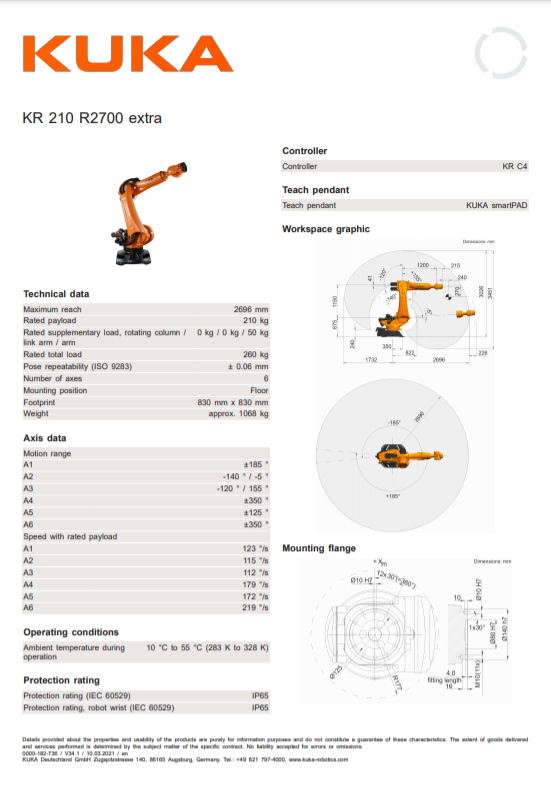 KUKA
KR 210 R2700 extra
Technical data
Maximum reach 2696 mm
Rated payload 210 kg
Rated supplementary load, rotating column / link arm / arm 0 kg / 0 kg / 50 kg
Rated total load 260 kg
Pose repeatability (ISO 9283) ± 0.06 mm
Number of axes 6
Mounting position Floor
Footprint 830 mm x 830 mm
Weight approx. 1068 kg
Axis data
Motion range
A1 ±185 °
A2 -140 ° / -5 °
A3 -120 ° / 155 °
A4 ±350 °
A5 ±125 °
A6 ±350 °
Speed with rated payload
A1 123 °/s
A2 115 °/s
A3 112 °/s
A4 179 °/s
A5 172 °/s
A6 219 °/s
Operating conditions
Ambient temperature during operation 10 °C to 55 °C (283 K to 328 K)
Protection rating
Protection rating (IEC 60529) IP65
Protection rating, robot wrist (IEC 60529) IP65
Controller
Controller KR C4
Teach pendant
Teach pendant KUKA smartPAD
Workspace graphic
Dimensions: mm
1200
215
240
41
-120°
+155°
-140°
-5°
270
3026
3451
1150
675
240
350
822
1732
2696
226
-185°
2696
+185°
Mounting flange
Dimensions: mm
+ Xm
Ø10 H7
12x30°(=360°)
10
Ø10 H7
1x30°
Ø80 H7
Ø140 h7
Ø125
R177
4,0
fitting length
16
M10(11x)
Details provided about the properties and usability of the products are purely for information purposes and do not constitute a guarantee of these characteristics. The extent of goods delivered
and services performed is determined by the subject matter of the specific contract. No liability accepted for errors or omissions.
0000-182-736 / V34.1 / 10.03.2021 / en
KUKA Deutschland GmbH Zugspitzstrasse 140, 86165 Augsburg, Germany. Tel.: +49 821 797-4000, www.kuka-robotics.com